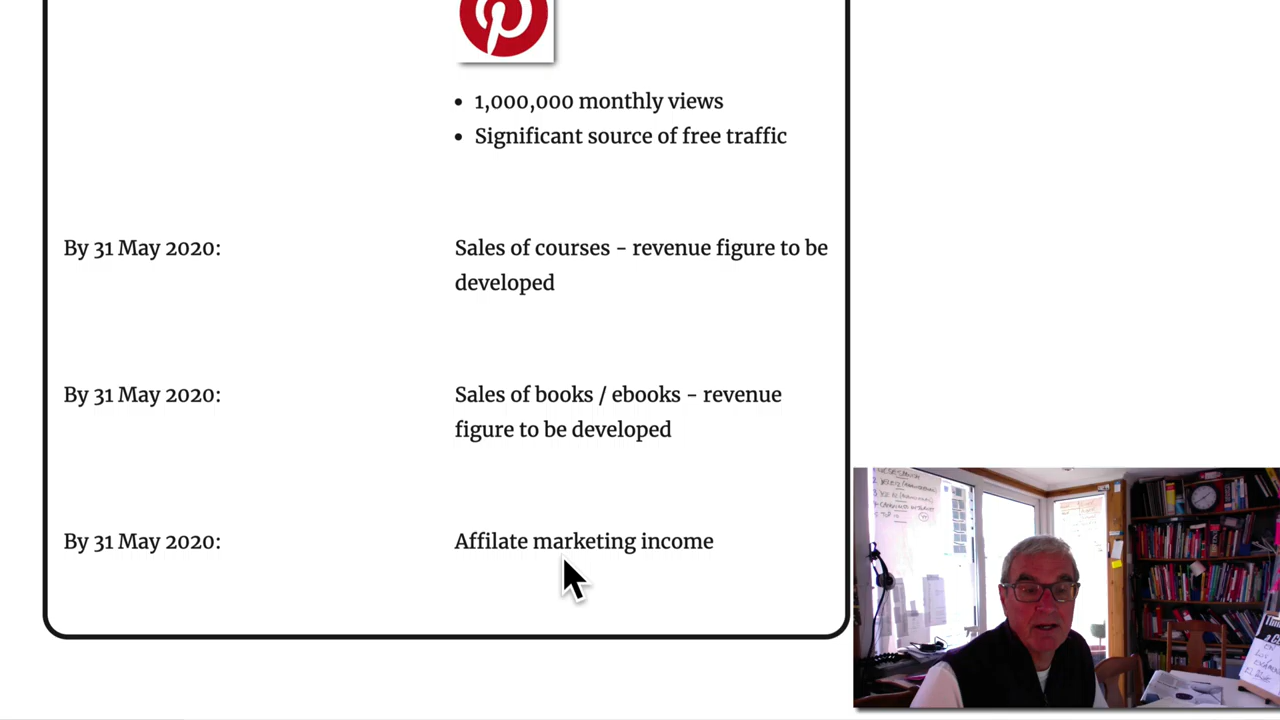 • 1,000,000 monthly views
• Significant source of free traffic
By 31 May 2020:
Sales of courses - revenue figure to be
developed
By 31 May 2020:
Sales of books / ebooks - revenue
figure to be developed
By 31 May 2020:
Affilate marketing income